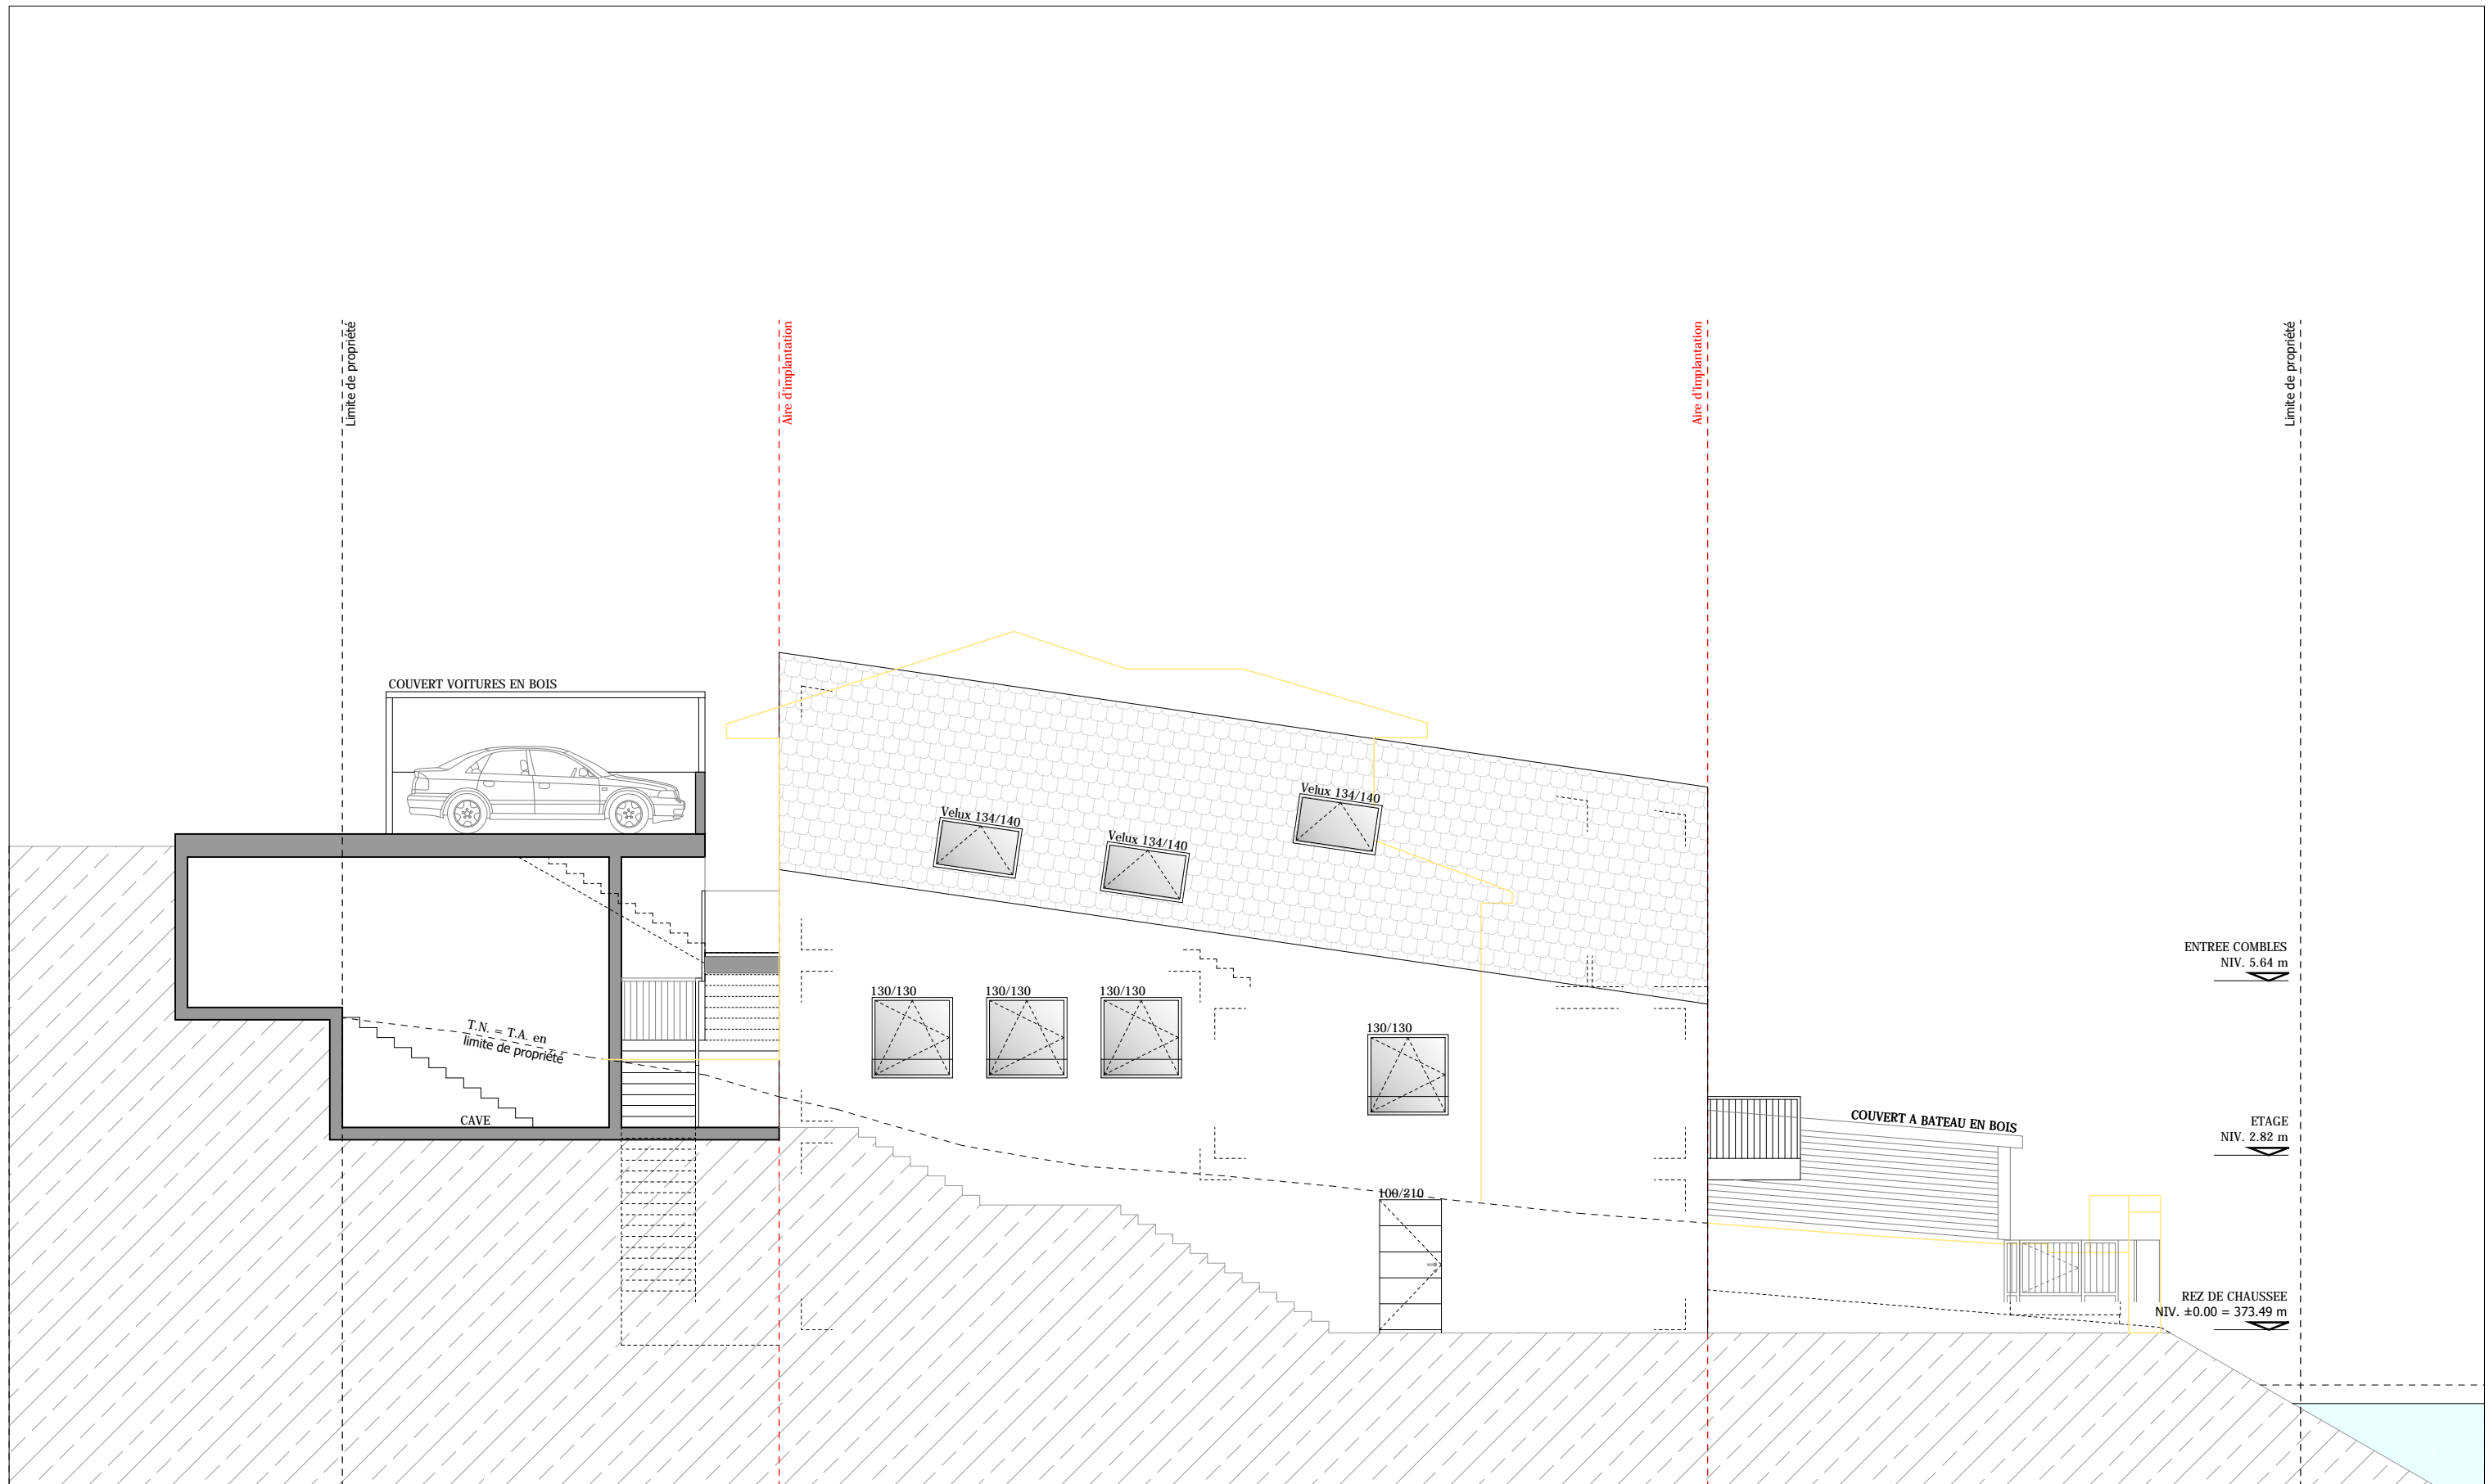 Limite de propriété
Aire d'implantation
Aire d'implantation
Limite de propriété
COUVERT VOITURES EN BOIS
Velux 134/140
Velux 134/140
Velux 134/140
ENTREE COMBLES
NIV. 5.64 m
130/130
130/130
130/130
130/130
T.N. = T.A. en
limite de propriété
CAVE
COUVERT A BATEAU EN BOIS
ETAGE
NIV. 2.82 m
100/210
REZ DE CHAUSSEE
NIV. ±0.00 = 373.49 m